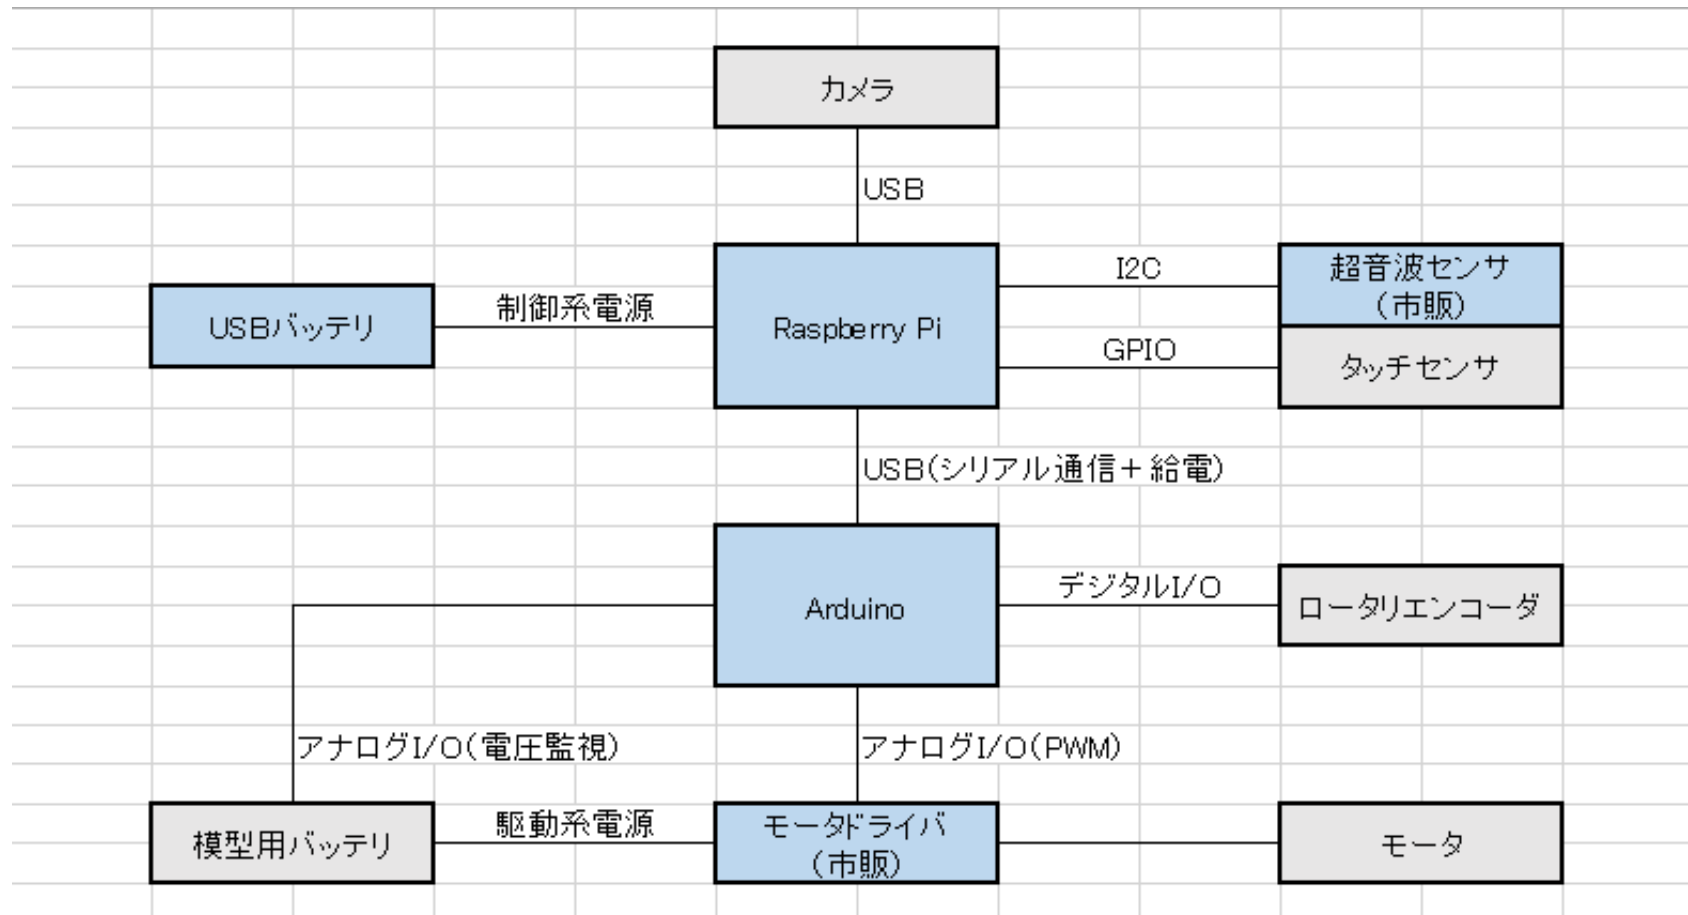 カメラ
USB
I2C
超音波センサ
(市販)
USBバッテリ
制御系電源
Raspberry Pi
GPIO
タッチセンサ
USB(シリアル通信+給電)
Arduino
デジタルI/O
ロータリエンコーダ
アナログI/O(電圧監視)
アナログI/O(PWM)
模型用バッテリ
駆動系電源
モータドライバ
(市販)
モータ